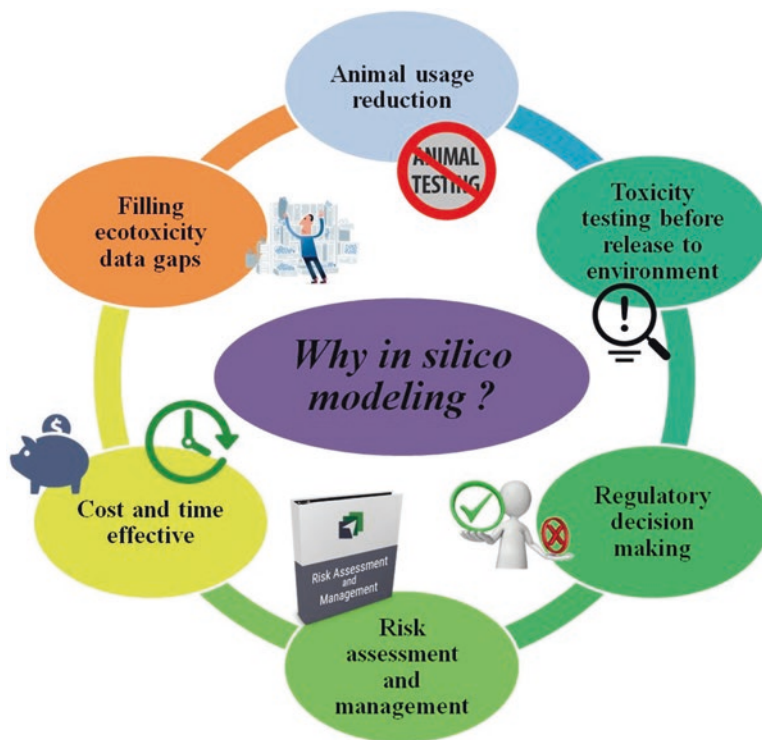 Animal usage
reduction
ANIMAL
TESTING
Toxicity
testing before
release to
environment
!
Regulatory
decision
making
Risk
assessment
and
management
Risk Assessment
and
Management
Cost and time
effective
$
Filling
ecotoxicity
data gaps
Why in silico
modeling ?